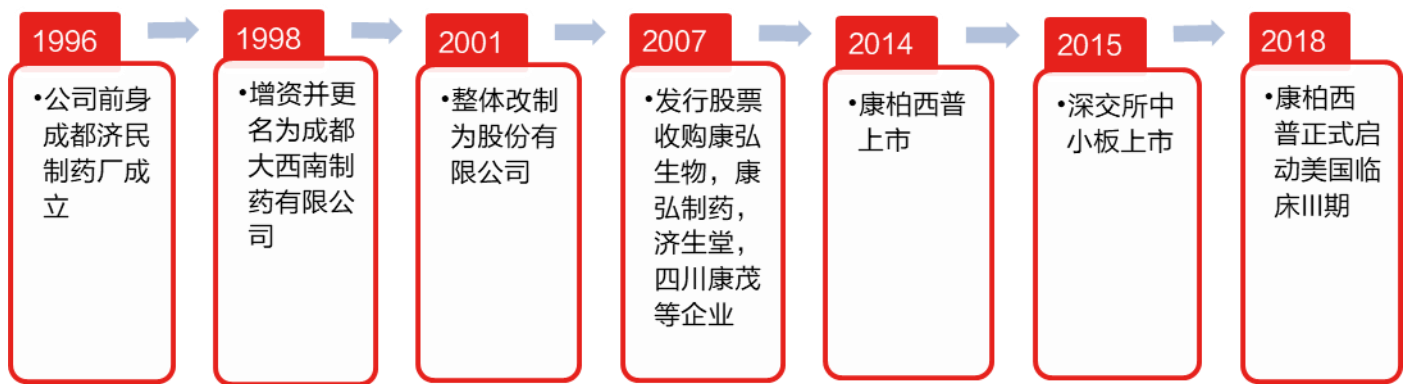 1996
•公司前身
成都济民
制药厂成
立
1998
•增资并更
名为成都
大西南制
药有限公
司
2001
•整体改制
为股份有
限公司
2007
•发行股票
收购康弘
生物，康
弘制药，
济生堂，
四川康茂
等企业
2014
•康柏西普
上市
2015
•深交所中
小板上市
2018
•康柏西
普正式启
动美国临
床III期